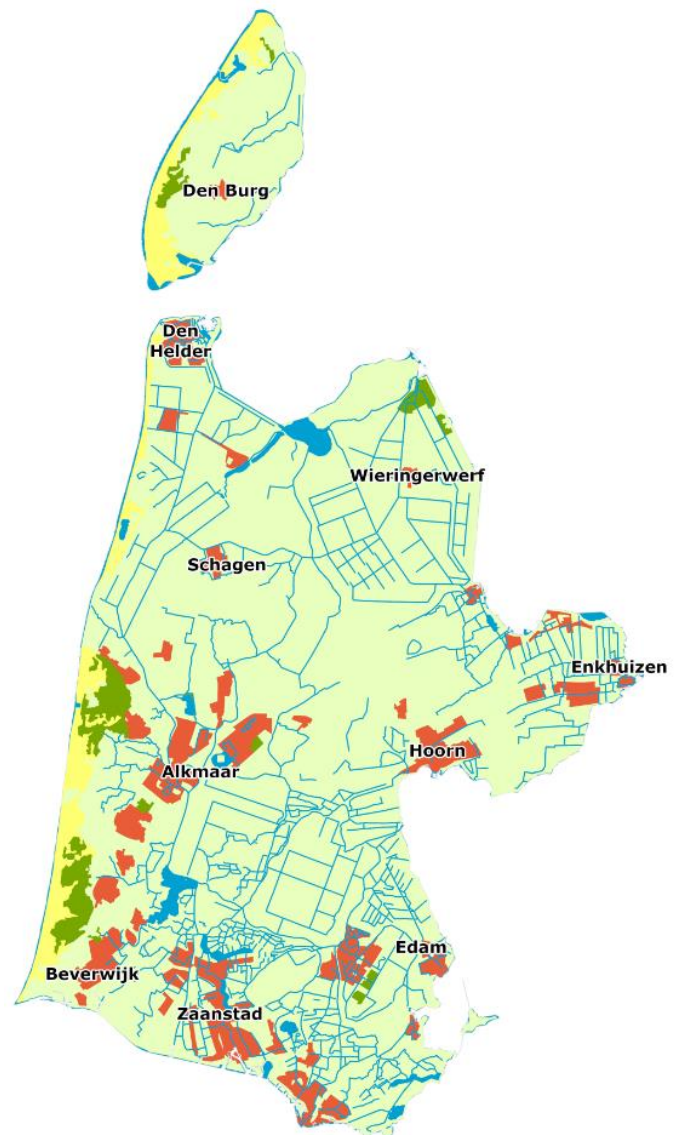 Den Burg
Den
Helder
Wieringerwerf
Schagen
Enkhuizen
Hoorn
Alkmaar
Edam
Beverwijk
Zaanstad